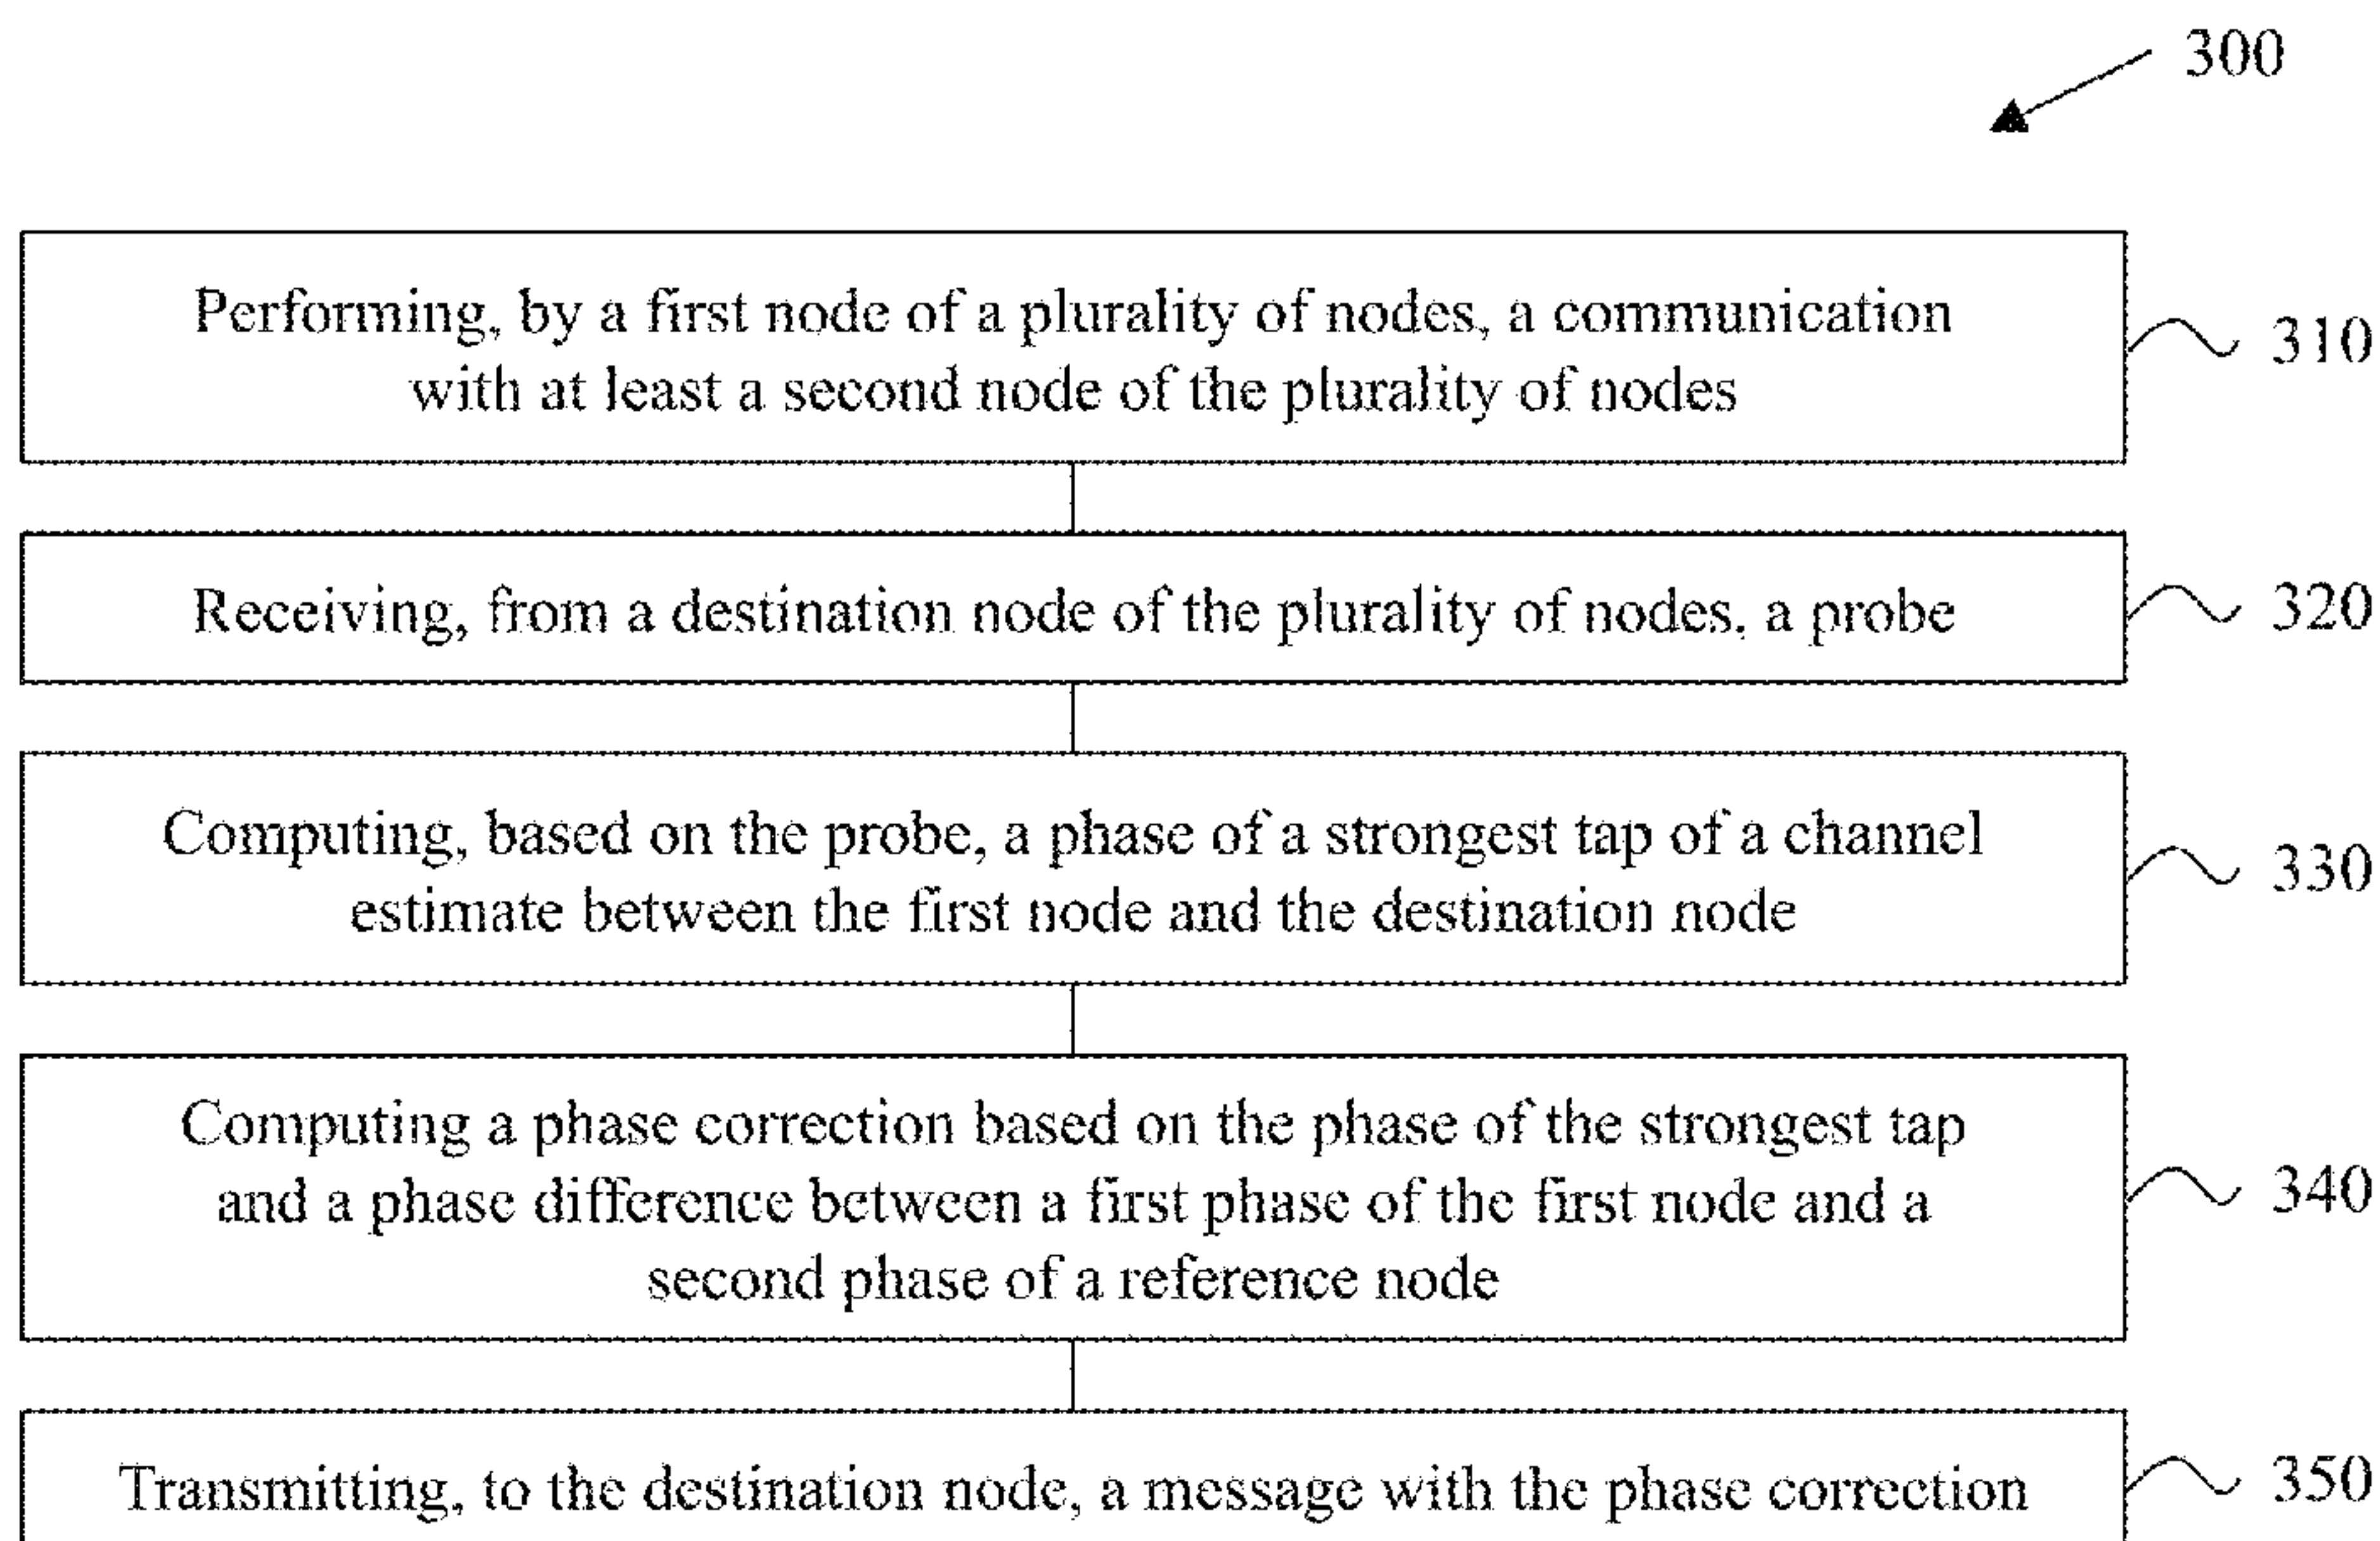 300
Performing, by a first node of a plurality of nodes, a communication
with at least a second node of the plurality of nodes
310
Receiving, from a destination node of the plurality of nodes, a probe
320
Computing, based on the probe, a phase of a strongest tap of a channel
estimate between the first node and the destination node
330
Computing a phase correction based on the phase of the strongest tap
and a phase difference between a first phase of the first node and a
second phase of a reference node
340
Transmitting, to the destination node, a message with the phase correction
350